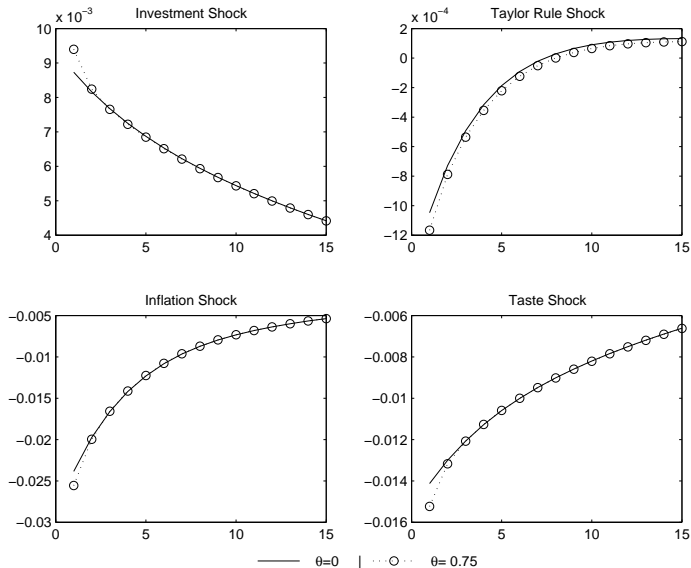 Investment Shock
x 10⁻³
10
9
8
7
6
5
4
0 5 10 15
Taylor Rule Shock
x 10⁻⁴
2
0
−2
−4
−6
−8
−10
−12
0 5 10 15
Inflation Shock
−0.005
−0.01
−0.015
−0.02
−0.025
−0.03
0 5 10 15
Taste Shock
−0.006
−0.008
−0.01
−0.012
−0.014
−0.016
0 5 10 15
θ=0 | θ= 0.75